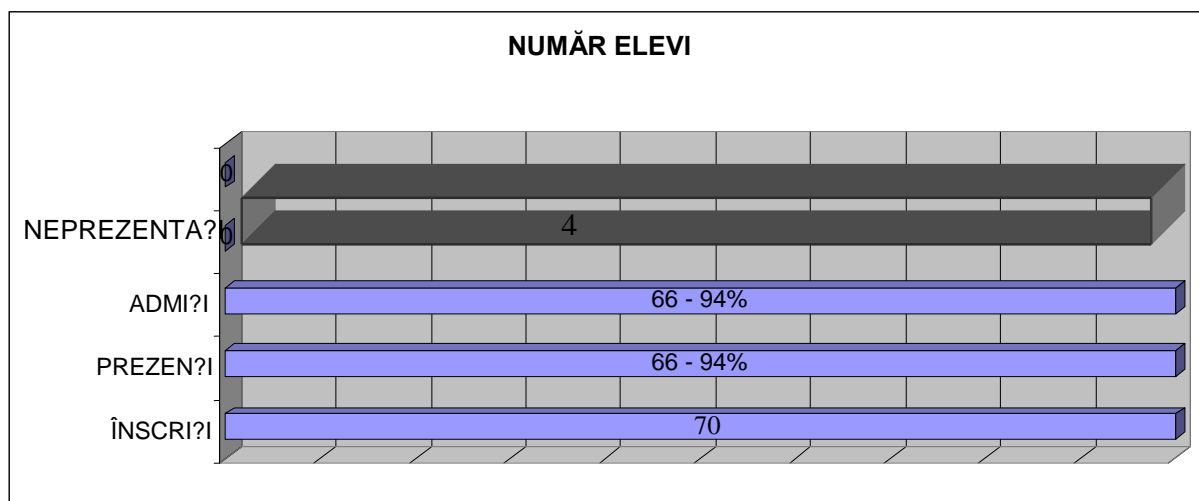 NUMĂR ELEVI
0
NEPREZENTA?I
0
4
ADMI?I
66 - 94%
PREZEN?I
66 - 94%
ÎNSCRI?I
70